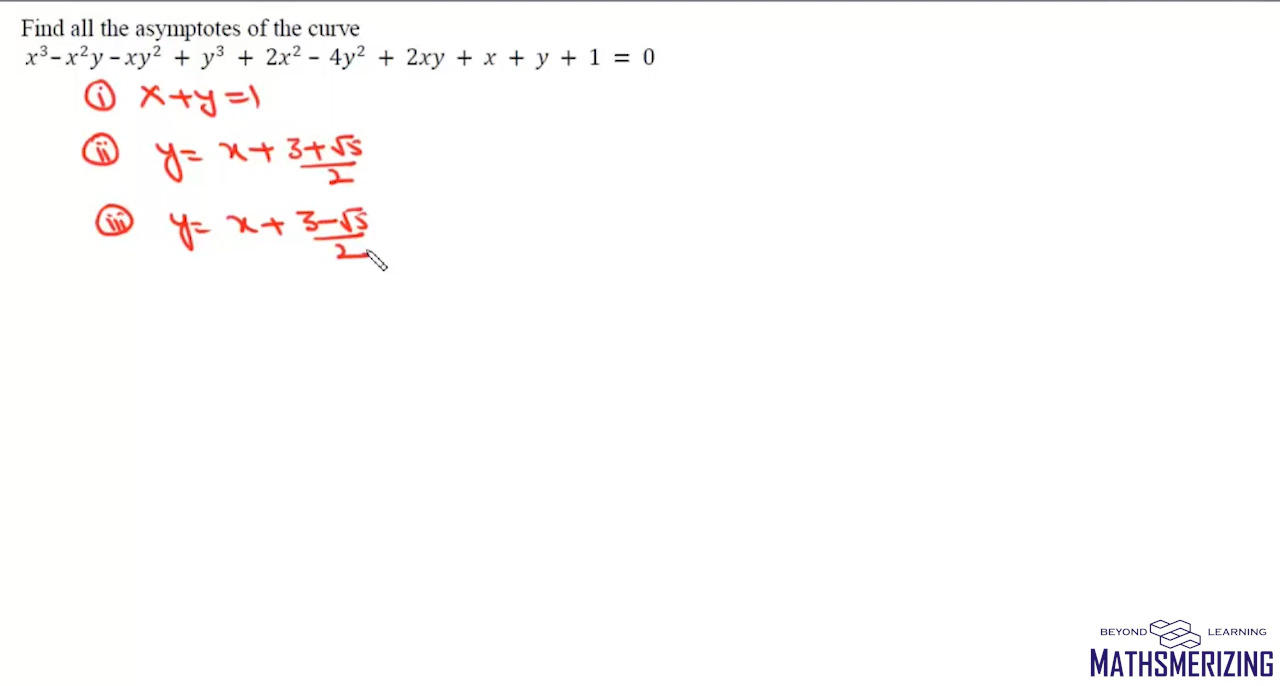 Find all the asymptotes of the curve
x³ – x²y – xy² + y³ + 2x² – 4y² + 2xy + x + y + 1 = 0
(i) x+y=1
(ii) y= x+ (3+√5)/2
(iii) y= x+ (3-√5)/2
BEYOND LEARNING
MATHSMERIZING